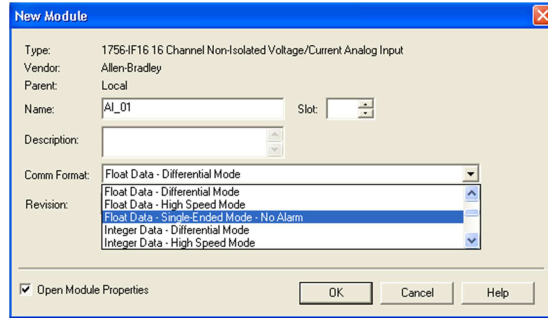 New Module
Type: 1756-IF16 16 Channel Non-Isolated Voltage/Current Analog Input
Vendor: Allen-Bradley
Parent: Local
Name: AI_01 Slot:
Description:
Comm Format: Float Data - Differential Mode
Float Data - Differential Mode
Revision: Float Data - High Speed Mode
Float Data - Single-Ended Mode - No Alarm
Integer Data - Differential Mode
Integer Data - High Speed Mode
Open Module Properties OK Cancel Help